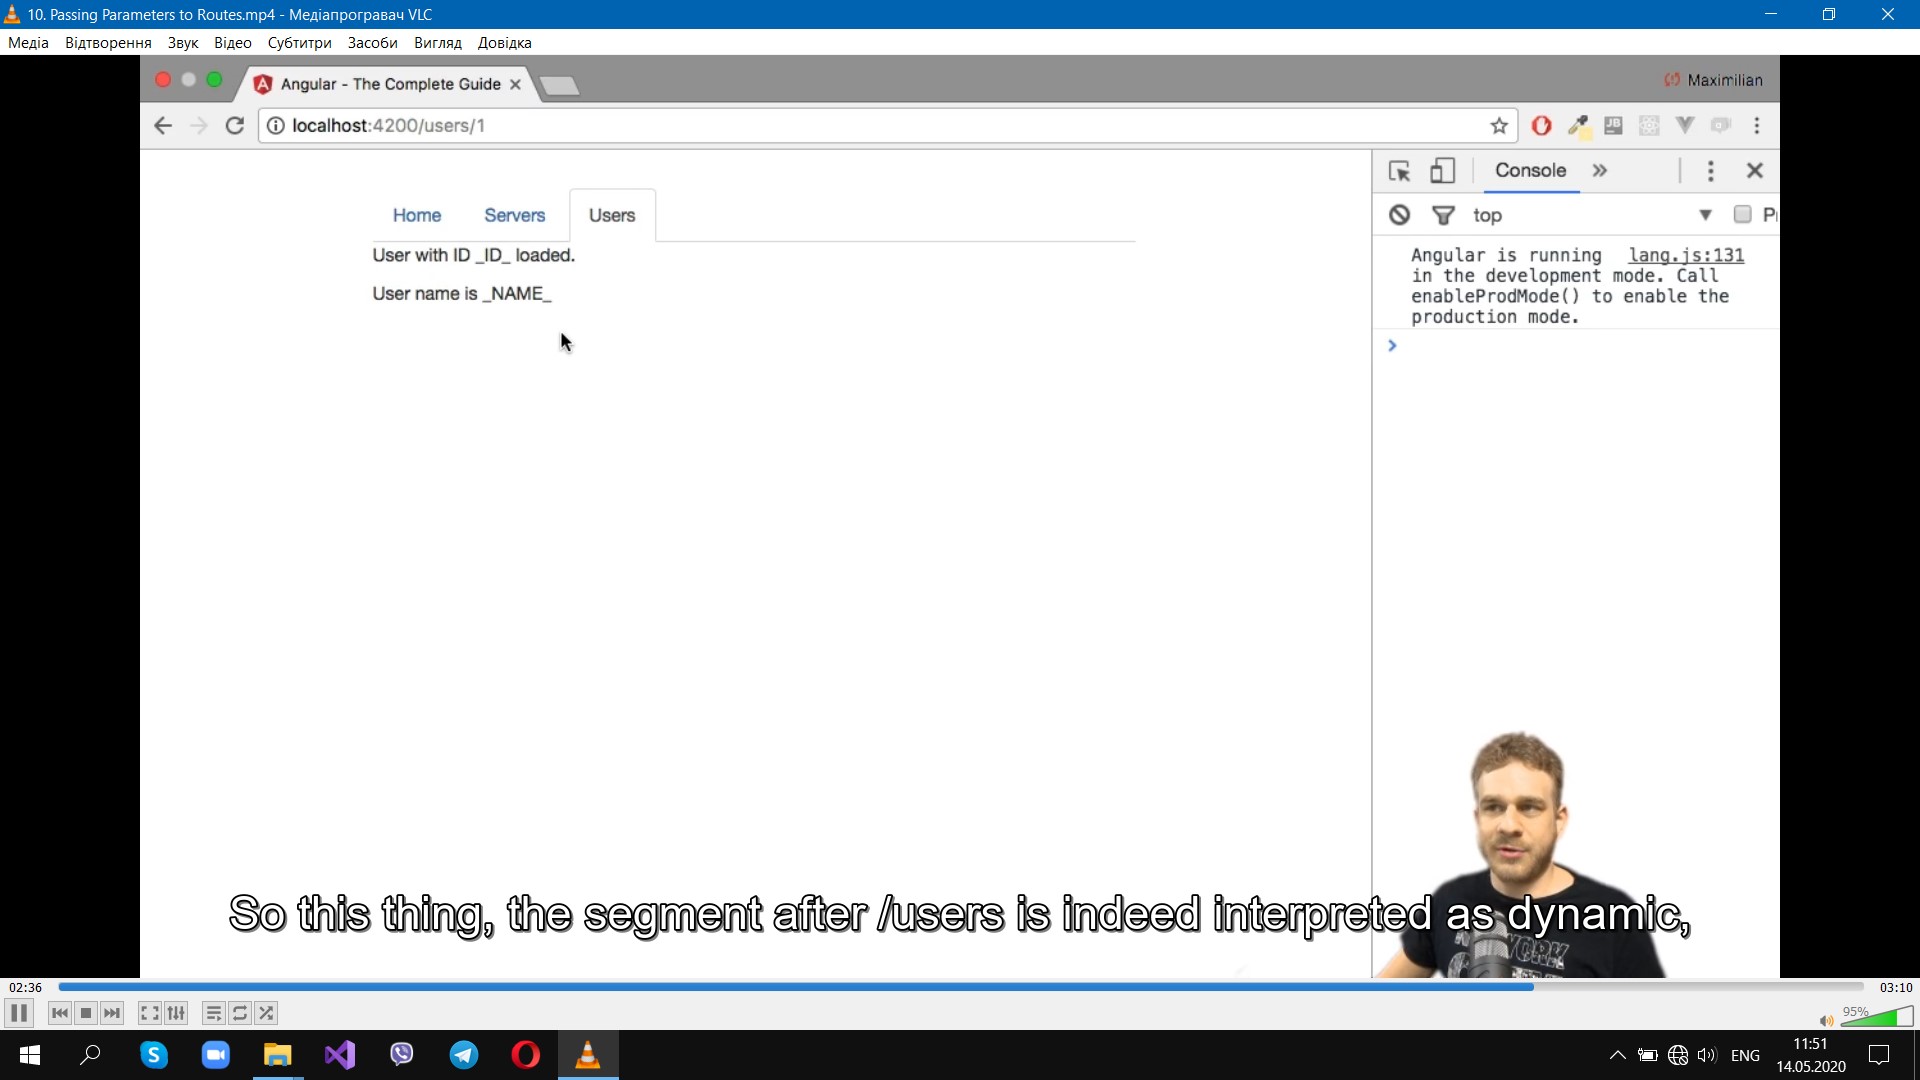 10. Passing Parameters to Routes.mp4 - Медіапрогравач VLC
Медіа Відтворення Звук Відео Субтитри Засоби Вигляд Довідка
Angular - The Complete Guide
Maximilian
localhost:4200/users/1
JB
Console
top
Home Servers Users
User with ID _ID_ loaded.
User name is _NAME_
Angular is running lang.js:131
in the development mode. Call
enableProdMode() to enable the
production mode.
So this thing, the segment after /users is indeed interpreted as dynamic,
02:36
03:10
95%
ENG
11:51
14.05.2020